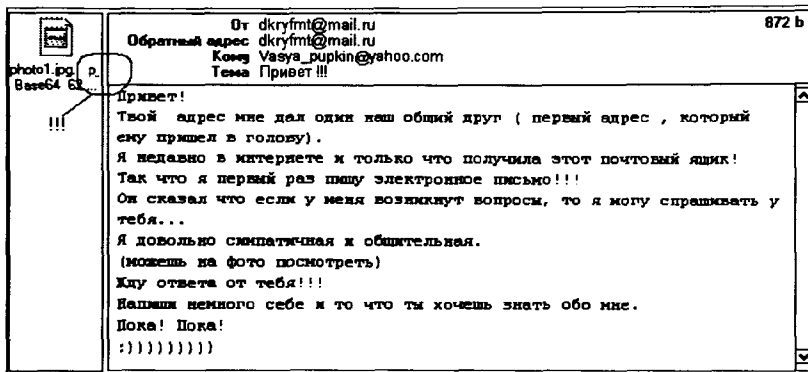 От dkryfmt@mail.ru
872 b
Обратный адрес dkryfmt@mail.ru
Кому Vasya_pupkin@yahoo.com
Тема Привет !!!
photo1.jpg. p_
Base64
!!!
Привет!
Твой адрес мне дал один наш общий друг ( первый адрес , который
ему пришел в голову).
Я недавно в интернете и только что получила этот почтовый ящик!
Так что я первый раз пишу электронное письмо!!!
Он сказал что если у меня возникнут вопросы, то я могу спрашивать у
тебя...
Я довольно симпатичная и общительная.
(можешь на фото посмотреть)
Жду ответа от тебя!!!
Напиши немного себе и то что ты хочешь знать обо мне.
Пока! Пока!
:)))))))))